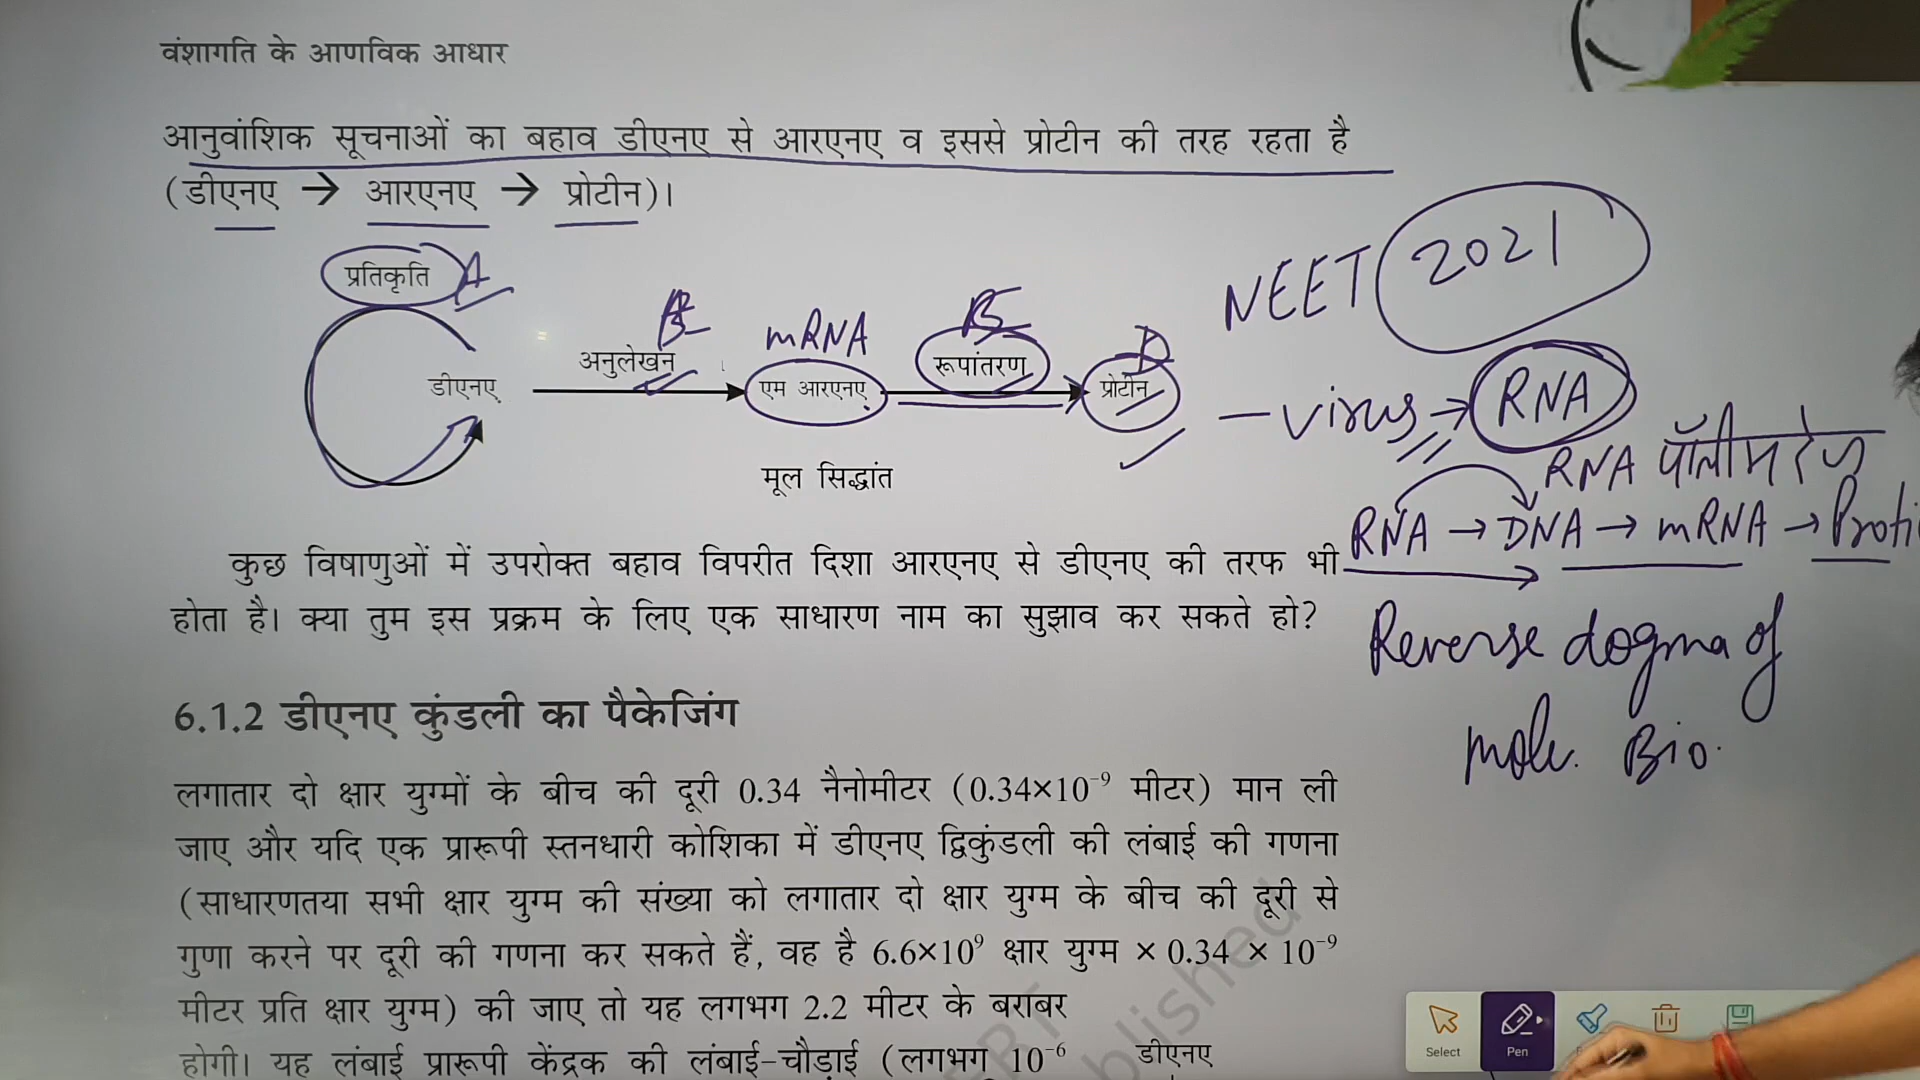 वंशागति के आणविक आधार
आनुवांशिक सूचनाओं का बहाव डीएनए से आरएनए व इससे प्रोटीन की तरह रहता है
(डीएनए → आरएनए → प्रोटीन)।
NEET 2021
प्रतिकृति A
B mRNA B D
अनुलेखन रूपांतरण
डीएनए एम आरएनए प्रोटीन
- virus → RNA
RNA
मूल सिद्धांत
RNA → DNA → mRNA → Proti
कुछ विषाणुओं में उपरोक्त बहाव विपरीत दिशा आरएनए से डीएनए की तरफ भी
होता है। क्या तुम इस प्रक्रम के लिए एक साधारण नाम का सुझाव कर सकते हो?
Reverse dogma of
mole. Bio.
6.1.2 डीएनए कुंडली का पैकेजिंग
लगातार दो क्षार युग्मों के बीच की दूरी 0.34 नैनोमीटर (0.34×10⁻⁹ मीटर) मान ली
जाए और यदि एक प्रारूपी स्तनधारी कोशिका में डीएनए द्विकुंडली की लंबाई की गणना
(साधारणतया सभी क्षार युग्म की संख्या को लगातार दो क्षार युग्म के बीच की दूरी से
गुणा करने पर दूरी की गणना कर सकते हैं, वह है 6.6×10⁹ क्षार युग्म × 0.34 × 10⁻⁹
मीटर प्रति क्षार युग्म) की जाए तो यह लगभग 2.2 मीटर के बराबर
होगी। यह लंबाई प्रारूपी केंद्रक की लंबाई-चौड़ाई (लगभग 10⁻⁶
डीएनए
Select Pen